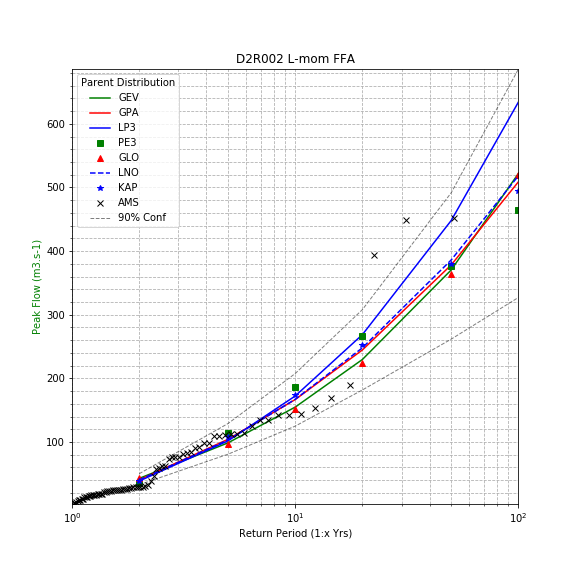 D2R002 L-mom FFA
Parent Distribution
GEV
GPA
LP3
PE3
GLO
LNO
KAP
AMS
90% Conf
600
500
400
300
200
100
Peak Flow (m3.s-1)
10⁰ 10¹ 10²
Return Period (1:x Yrs)